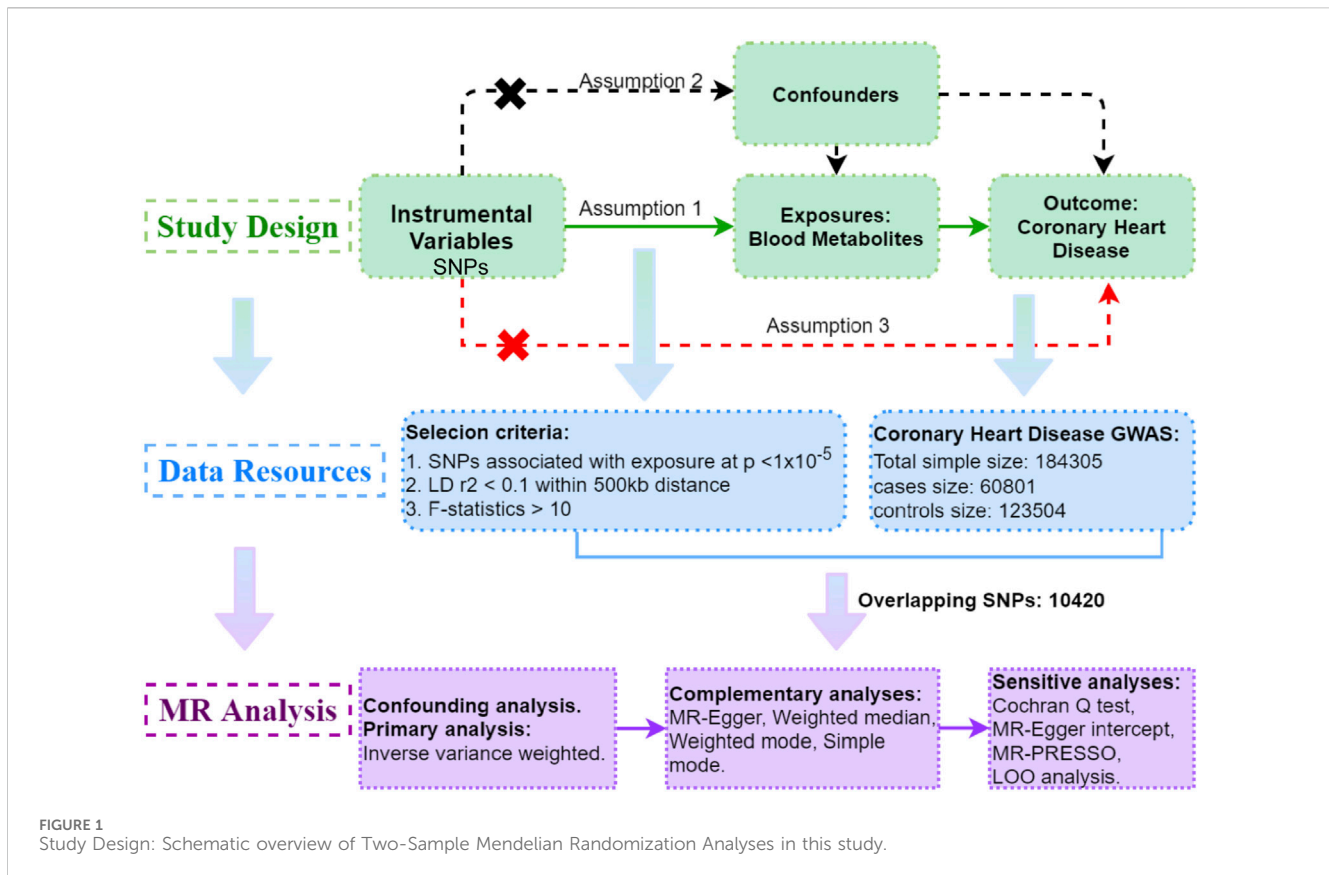 Assumption 2
Confounders
Study Design
Instrumental
Variables
SNPs
Assumption 1
Exposures:
Blood Metabolites
Outcome:
Coronary Heart
Disease
Assumption 3
Data Resources
Selecion criteria:
1. SNPs associated with exposure at p <1x10⁻⁵
2. LD r2 < 0.1 within 500kb distance
3. F-statistics > 10
Coronary Heart Disease GWAS:
Total simple size: 184305
cases size: 60801
controls size: 123504
Overlapping SNPs: 10420
MR Analysis
Confounding analysis.
Primary analysis:
Inverse variance weighted.
Complementary analyses:
MR-Egger, Weighted median,
Weighted mode, Simple
mode.
Sensitive analyses:
Cochran Q test,
MR-Egger intercept,
MR-PRESSO,
LOO analysis.
FIGURE 1
Study Design: Schematic overview of Two-Sample Mendelian Randomization Analyses in this study.